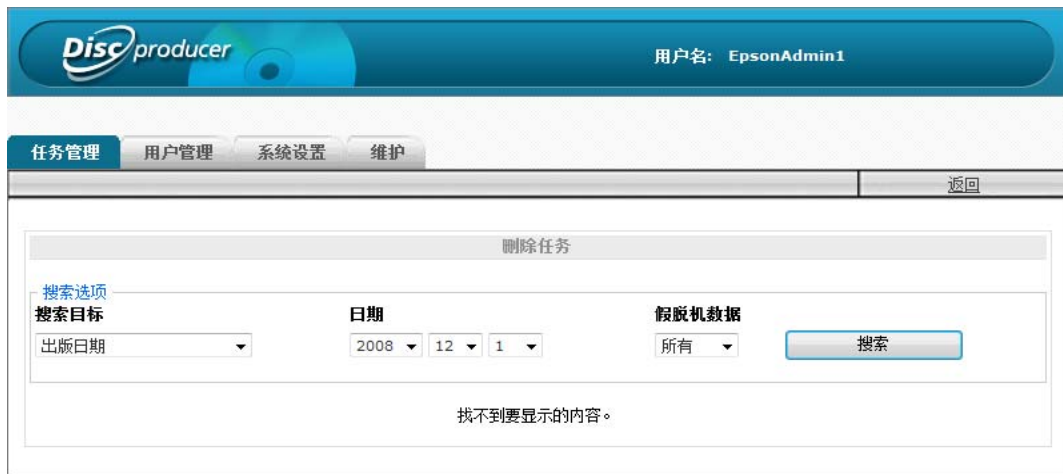 Disc producer
用户名: EpsonAdmin1
任务管理 用户管理 系统设置 维护
返回
删除任务
搜索选项
搜索目标 日期 假脱机数据
出版日期 2008 12 1 所有 搜索
找不到要显示的内容。